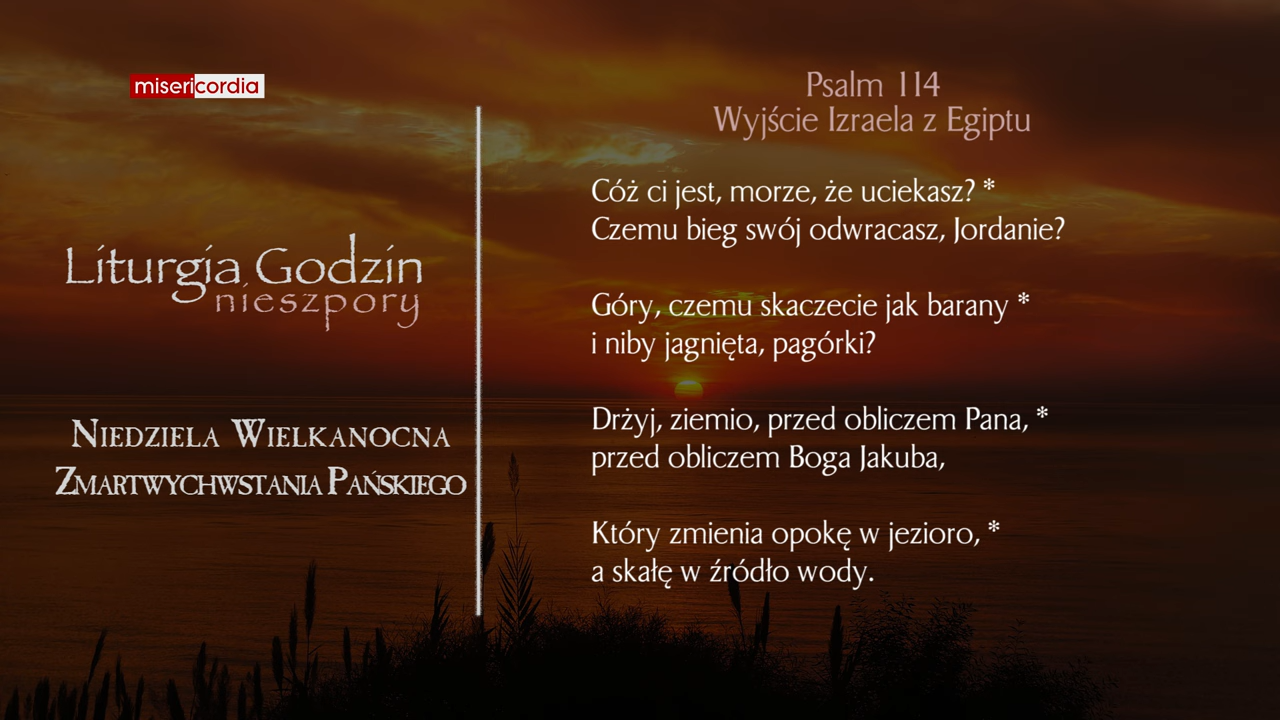 misericordia
Liturgia Godzin
nieszpory
Niedziela Wielkanocna
Zmartwychwstania Pańskiego
Psalm 114
Wyjście Izraela z Egiptu
Cóż ci jest, morze, że uciekasz? *
Czemu bieg swój odwracasz, Jordanie?
Góry, czemu skaczecie jak barany *
i niby jagnięta, pagórki?
Drżyj, ziemio, przed obliczem Pana, *
przed obliczem Boga Jakuba,
Który zmienia opokę w jezioro, *
a skałę w źródło wody.